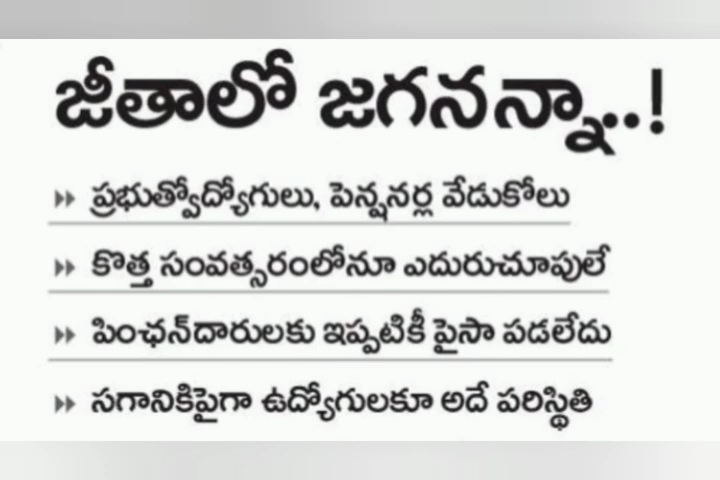 జీతాలో జగనన్నా..!
ప్రభుత్వోద్యోగులు, పెన్షనర్ల వేడుకోలు
కొత్త సంవత్సరంలోనూ ఎదురుచూపులే
పింఛన్‌దారులకు ఇప్పటికీ పైసా పడలేదు
సగానికిపైగా ఉద్యోగులకూ అదే పరిస్థితి